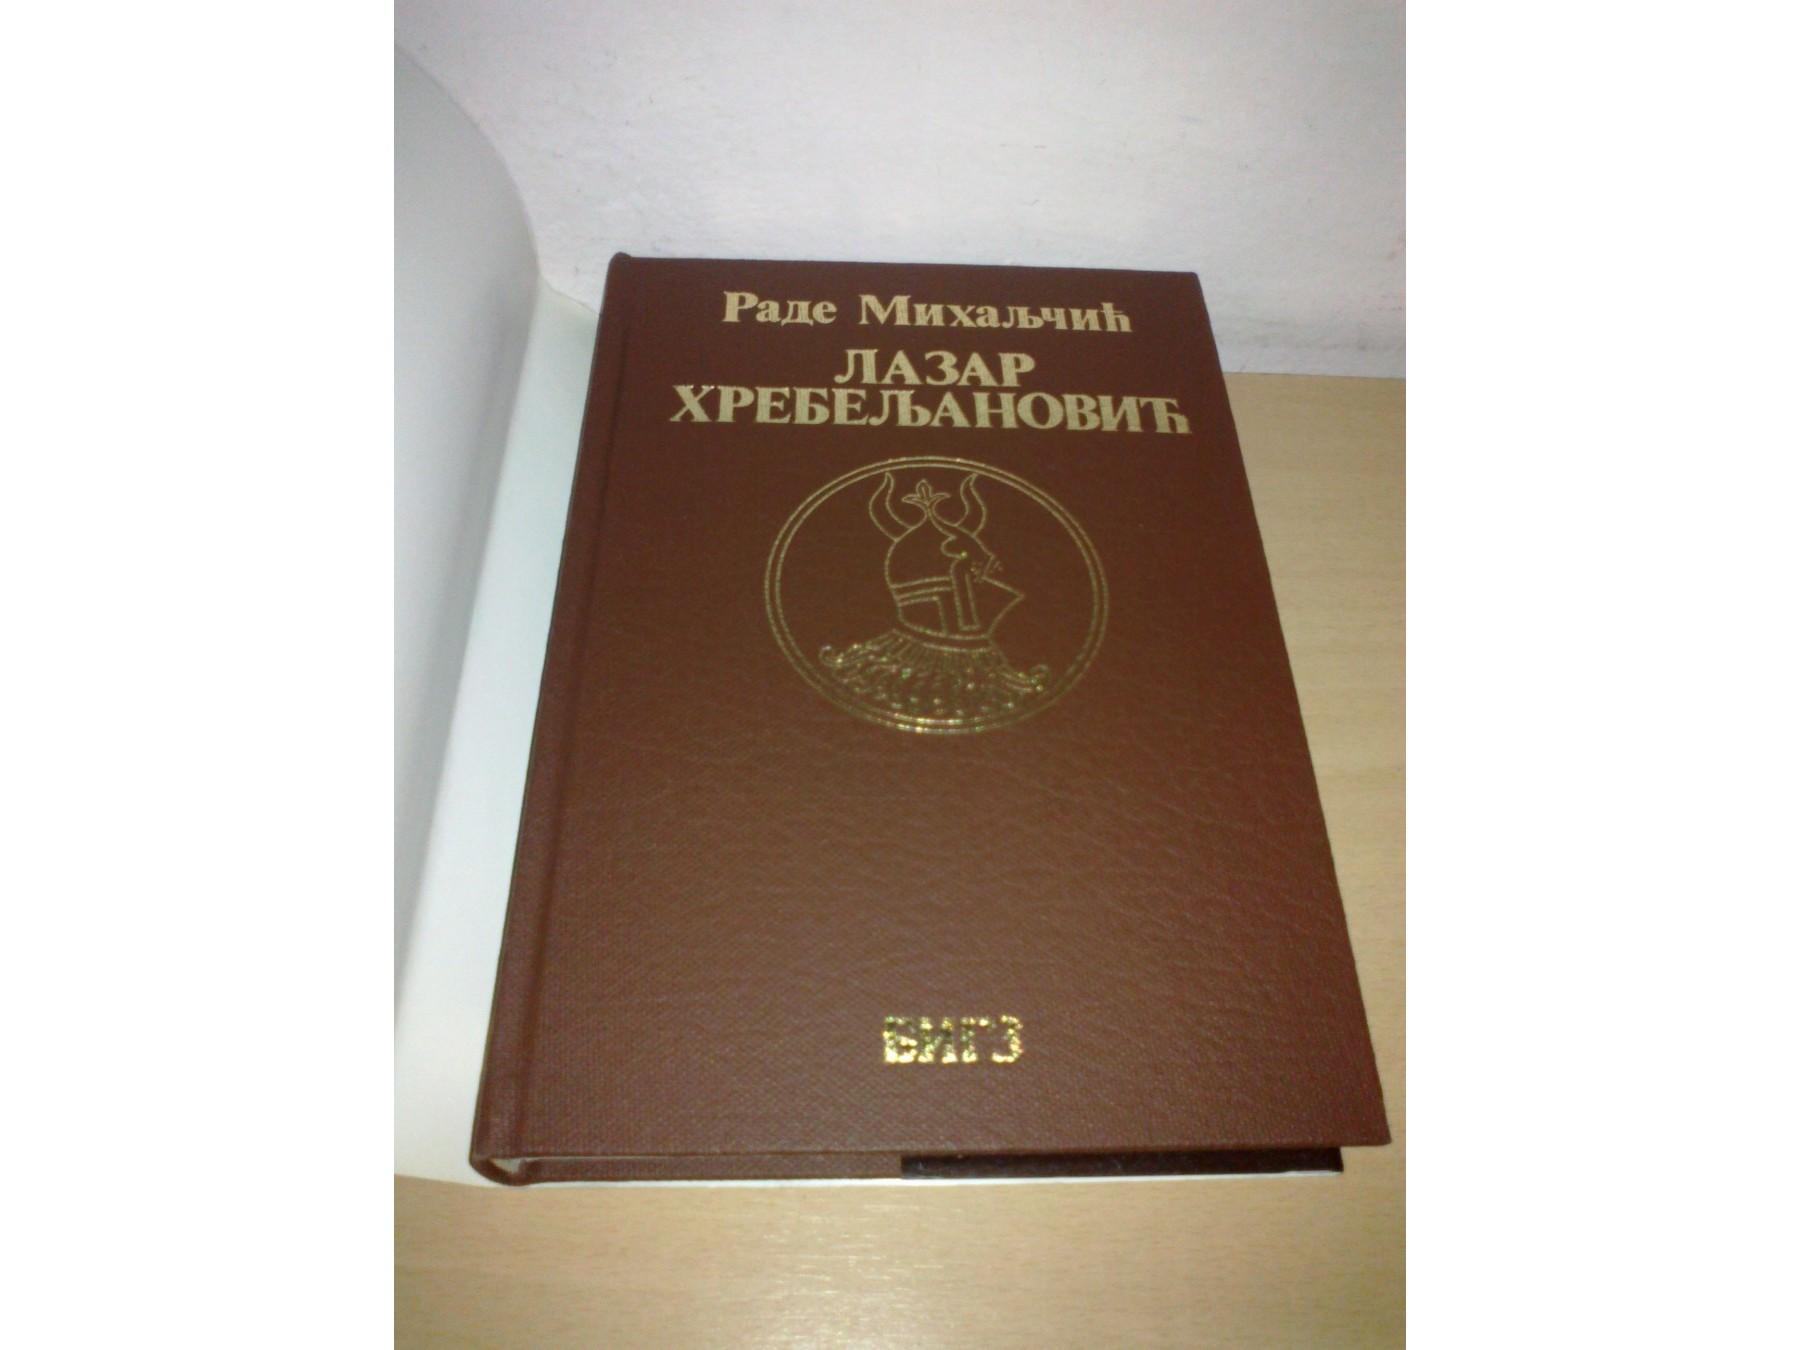 Раде Михаљчић
ЛАЗАР
ХРЕБЕЉАНОВИЋ
БИГЗ